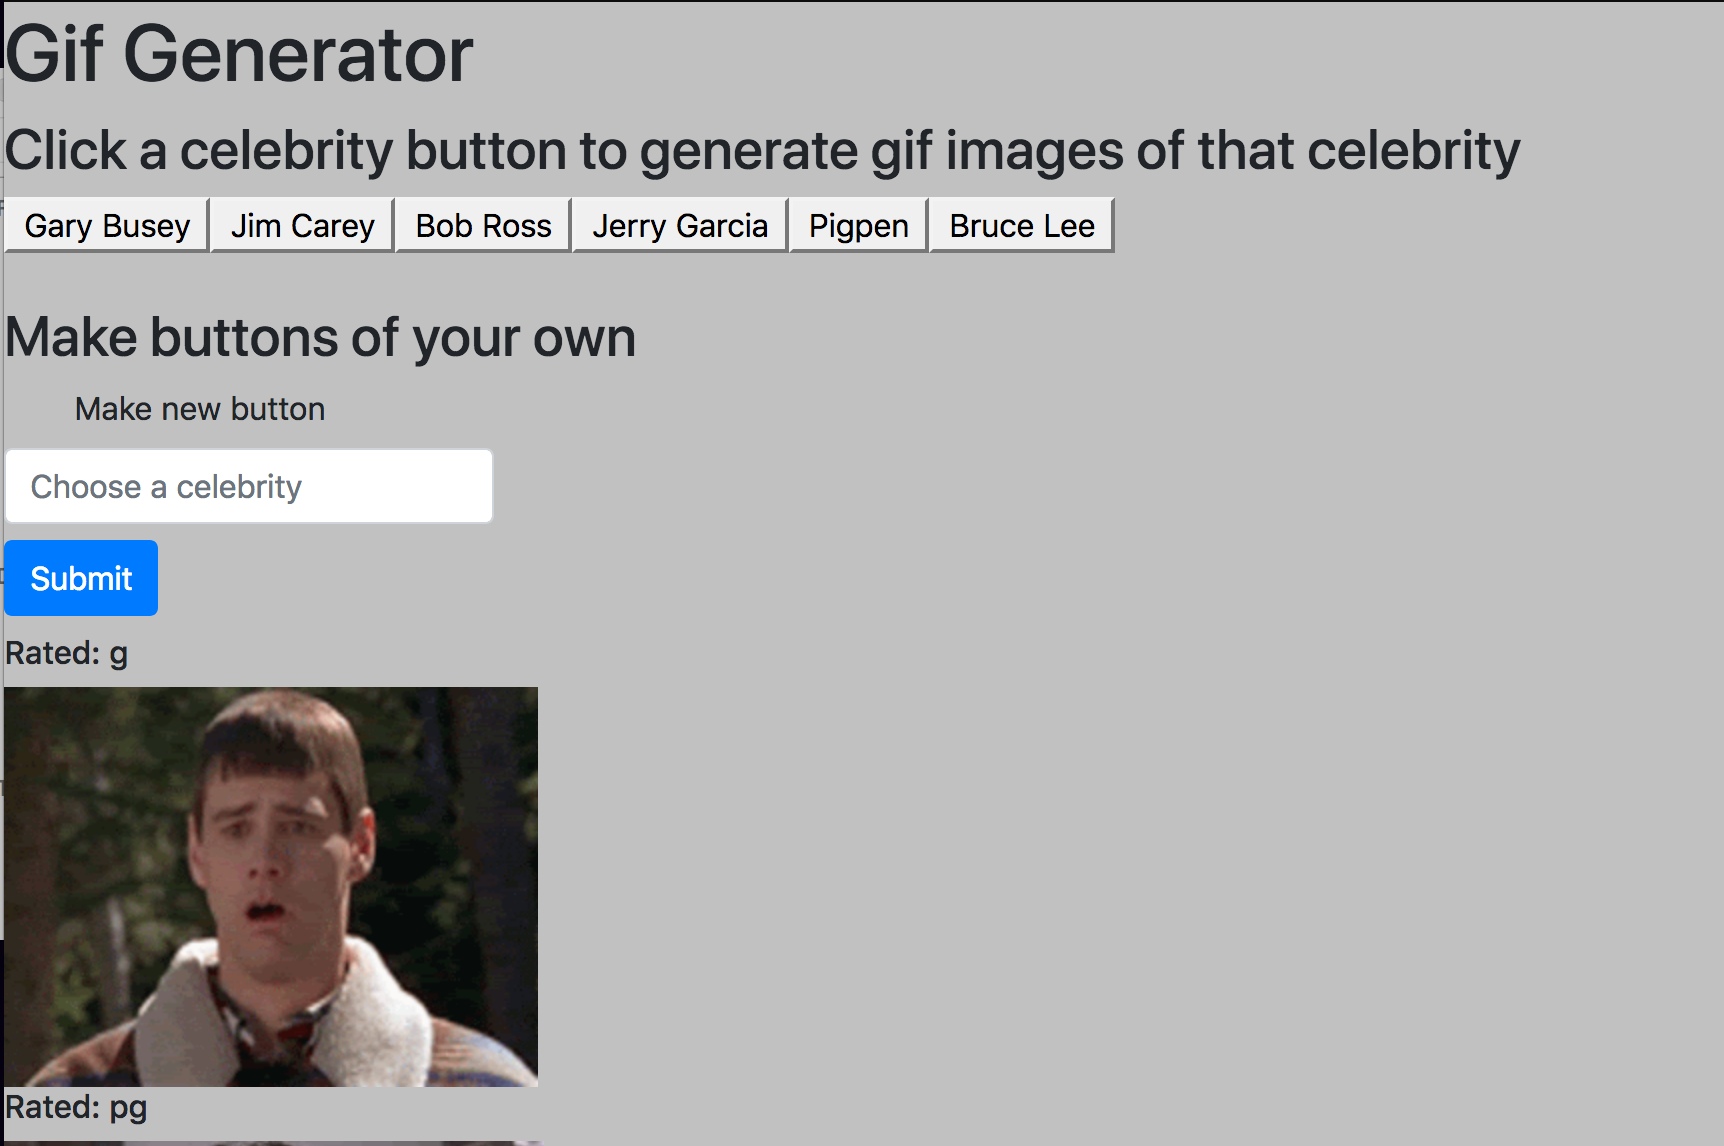 Gif Generator
Click a celebrity button to generate gif images of that celebrity
Gary Busey Jim Carey Bob Ross Jerry Garcia Pigpen Bruce Lee
Make buttons of your own
Make new button
Choose a celebrity
Submit
Rated: g
Rated: pg